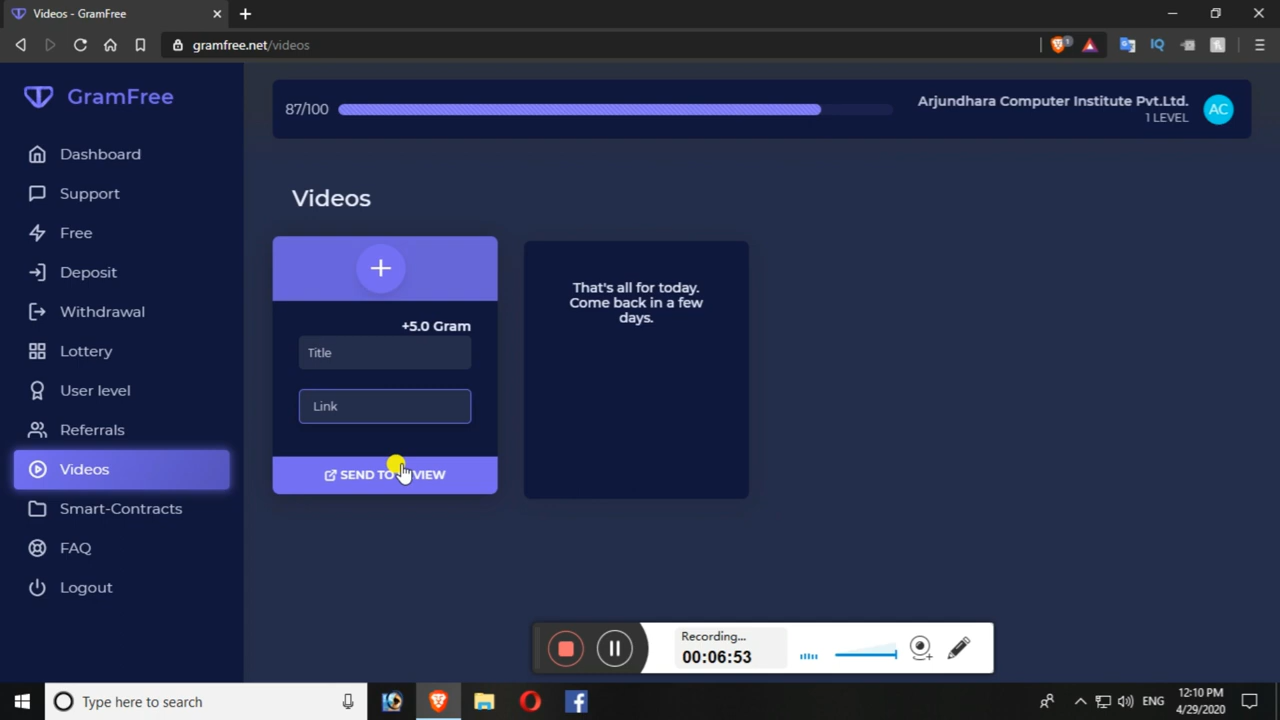 Videos - GramFree
gramfree.net/videos
GramFree
87/100
Arjundhara Computer Institute Pvt.Ltd.
1 LEVEL
AC
Dashboard
Support
Free
Deposit
Withdrawal
Lottery
User level
Referrals
Videos
Smart-Contracts
FAQ
Logout
Videos
+5.0 Gram
Title
Link
SEND TO VIEW
That's all for today.
Come back in a few
days.
Recording...
00:06:53
Type here to search
ENG
12:10 PM
4/29/2020
1
IQ